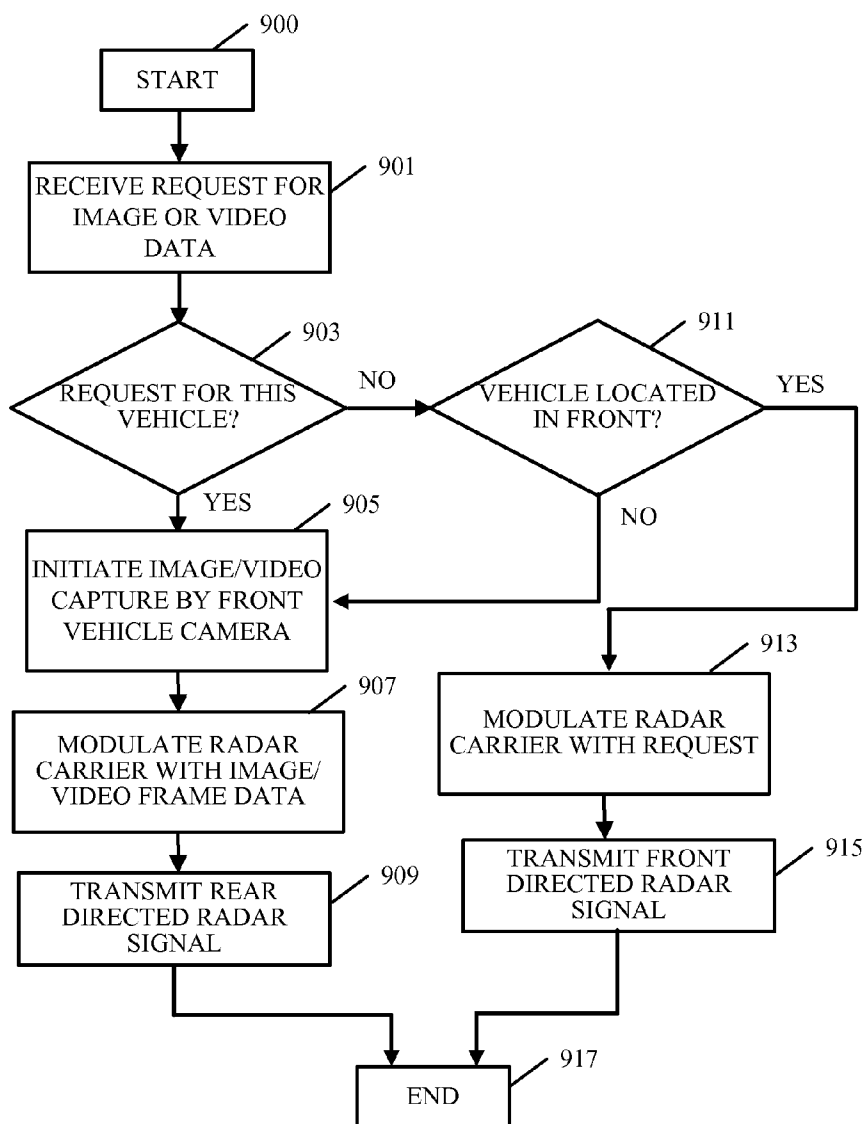 900
START
901
RECEIVE REQUEST FOR
IMAGE OR VIDEO
DATA
903
REQUEST FOR THIS
VEHICLE?
NO
YES
911
VEHICLE LOCATED
IN FRONT?
YES
NO
905
INITIATE IMAGE/VIDEO
CAPTURE BY FRONT
VEHICLE CAMERA
907
MODULATE RADAR
CARRIER WITH IMAGE/
VIDEO FRAME DATA
913
MODULATE RADAR
CARRIER WITH REQUEST
909
TRANSMIT REAR
DIRECTED RADAR
SIGNAL
915
TRANSMIT FRONT
DIRECTED RADAR
SIGNAL
917
END